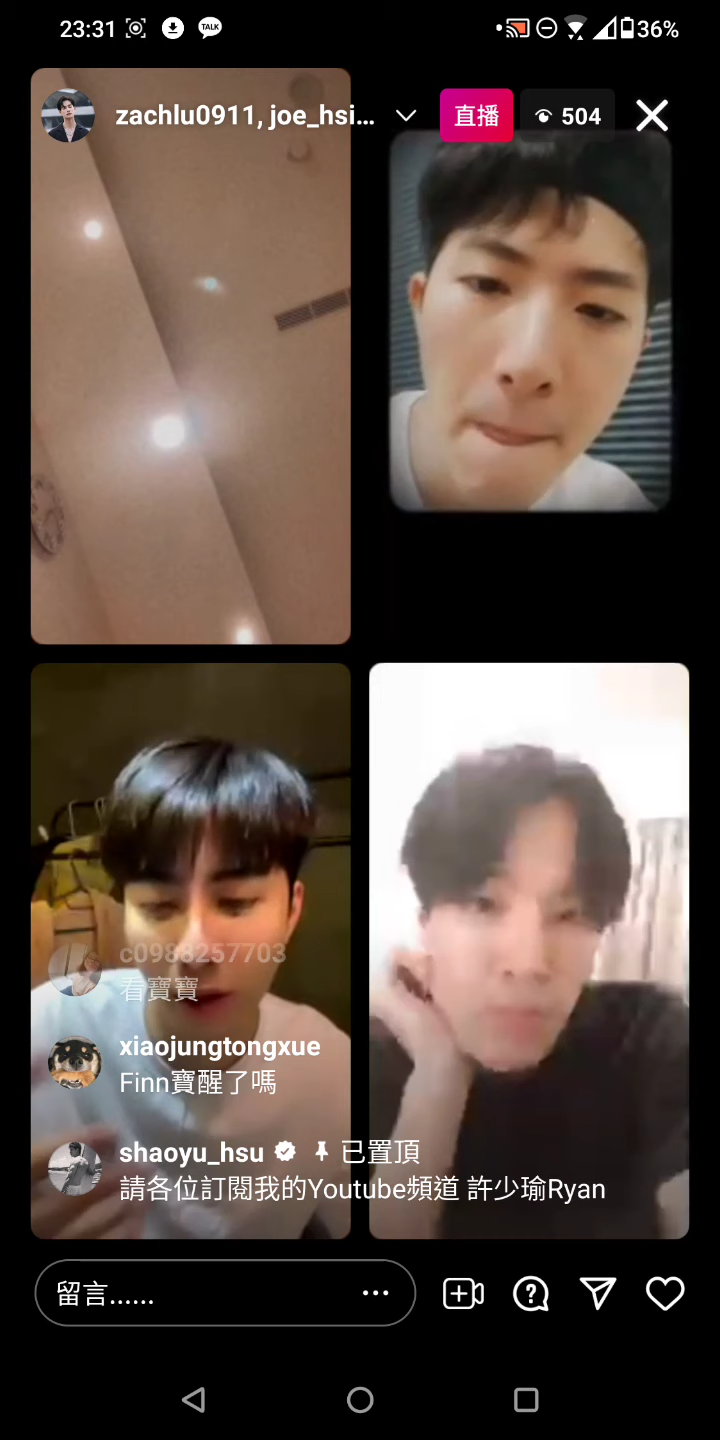 23:31
TALK
36%
zachlu0911, joe_hsi...
直播
504
c0983257703
看寶寶
xiaojungtongxue
Finn寶醒了嗎
shaoyu_hsu 已置頂
請各位訂閱我的Youtube頻道 許少瑜Ryan
留言......